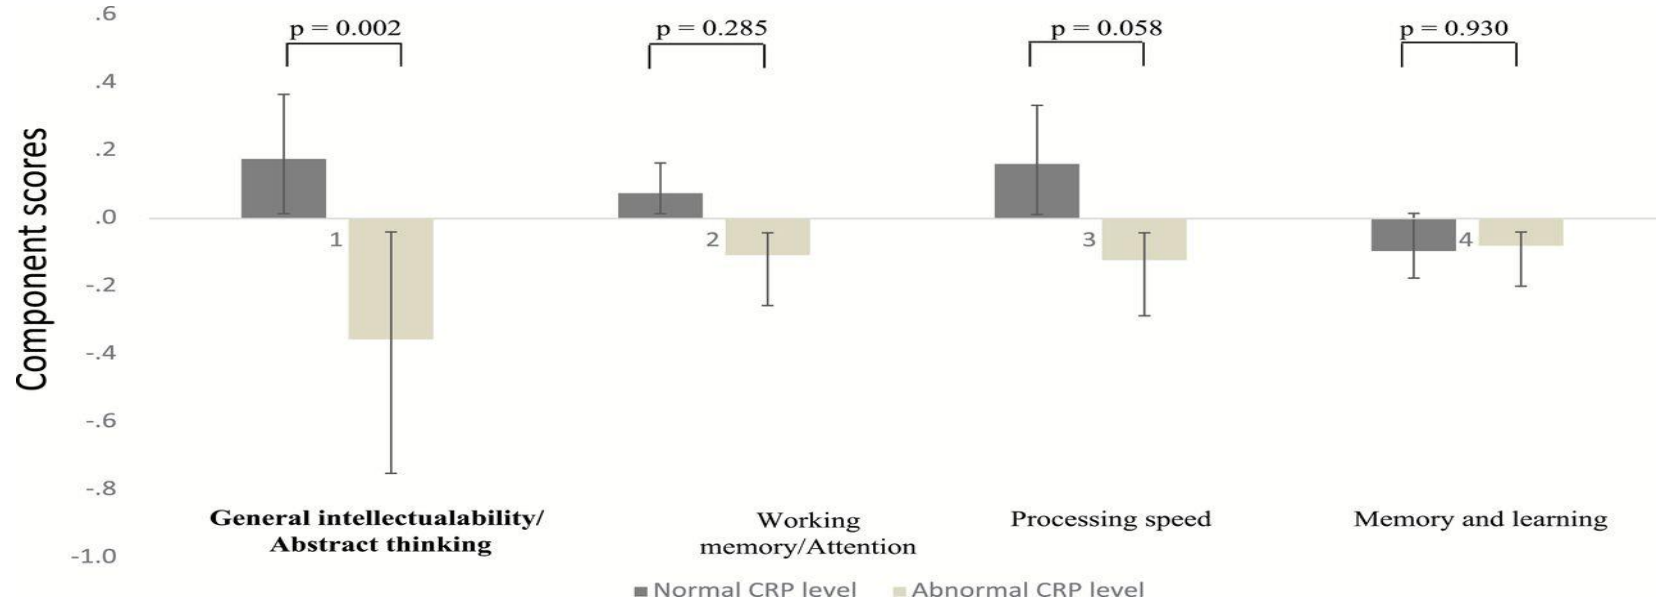 .6
p = 0.002
p = 0.285
p = 0.058
p = 0.930
.4
.2
.0
1
2
3
4
-.2
-.4
-.6
-.8
-1.0
Component scores
General intellectualability/
Abstract thinking
Working
memory/Attention
Processing speed
Memory and learning
Normal CRP level
Abnormal CRP level